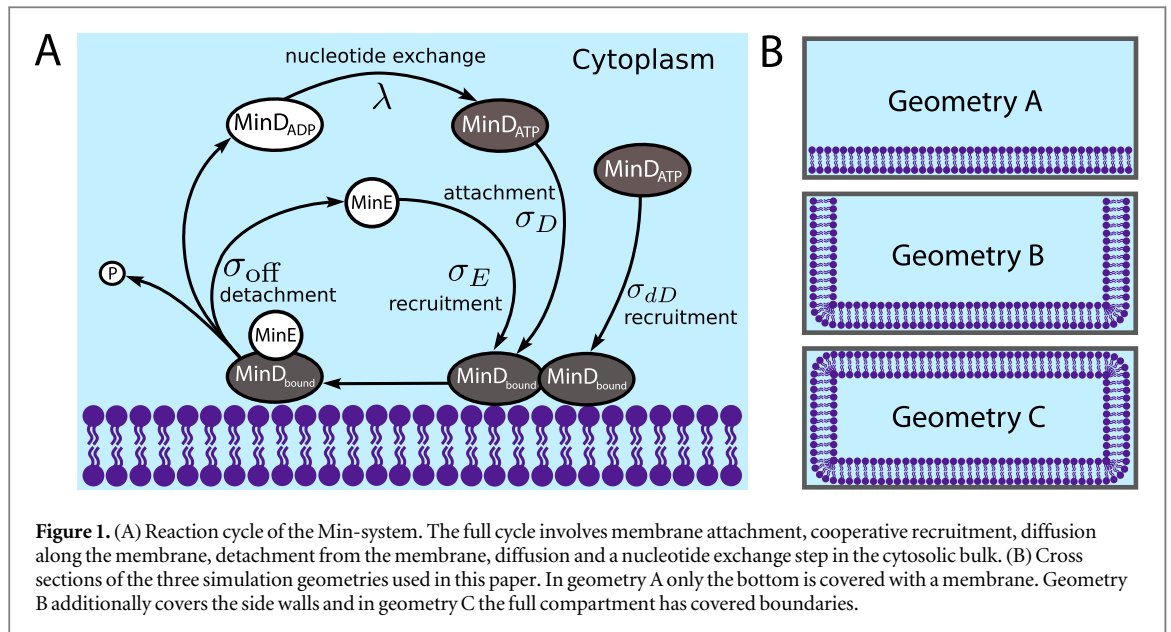 A
nucleotide exchange
λ
Cytoplasm
MinD_ADP
MinD_ATP
MinD_ATP
MinE
attachment
σ_D
σ_off
detachment
σ_E
recruitment
σ_dD
recruitment
P
MinE
MinD_bound
MinD_bound
MinD_bound
B
Geometry A
Geometry B
Geometry C
Figure 1. (A) Reaction cycle of the Min-system. The full cycle involves membrane attachment, cooperative recruitment, diffusion
along the membrane, detachment from the membrane, diffusion and a nucleotide exchange step in the cytosolic bulk. (B) Cross
sections of the three simulation geometries used in this paper. In geometry A only the bottom is covered with a membrane. Geometry
B additionally covers the side walls and in geometry C the full compartment has covered boundaries.